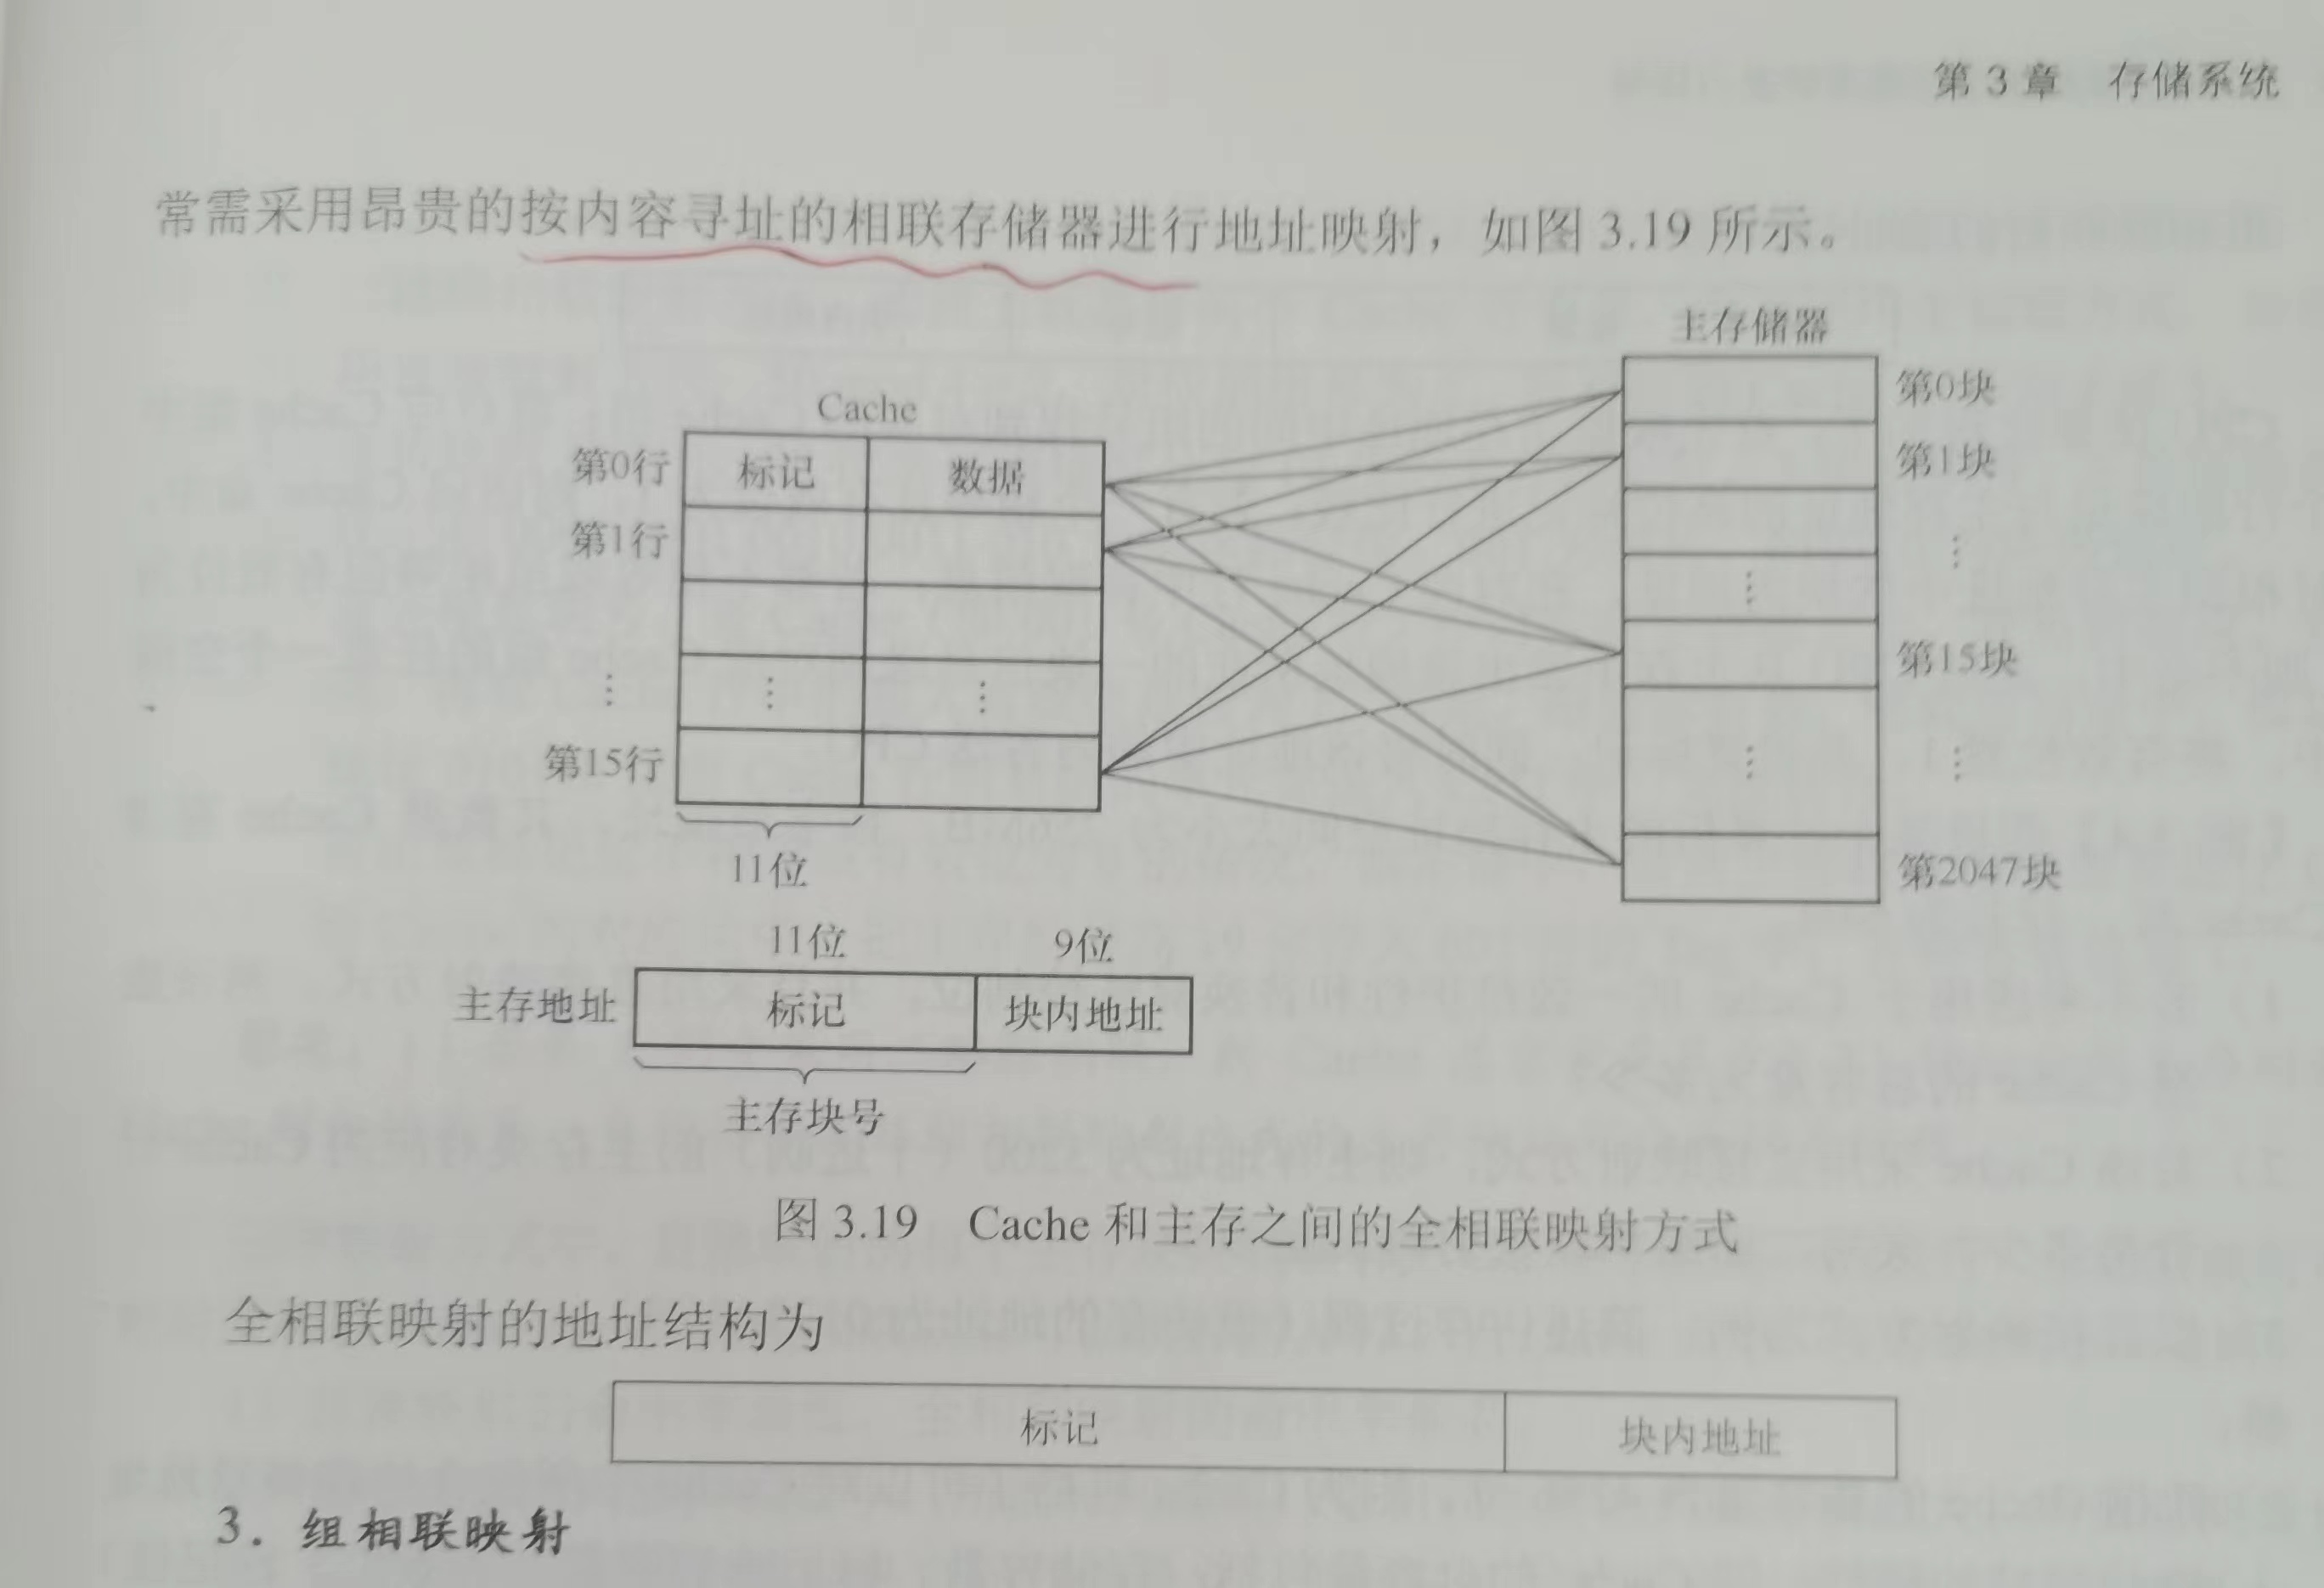 第 3 章 存储系统
常需采用昂贵的按内容寻址的相联存储器进行地址映射，如图 3.19 所示。
主存储器
第0块
Cache
第0行 标记 数据
第1块
第1行
⋮
⋮
第15块
⋮ ⋮ ⋮
第15行
⋮ ⋮
第2047块
11位
11位 9位
主存地址 标记 块内地址
主存块号
图 3.19 Cache 和主存之间的全相联映射方式
全相联映射的地址结构为
标记 块内地址
3. 组相联映射